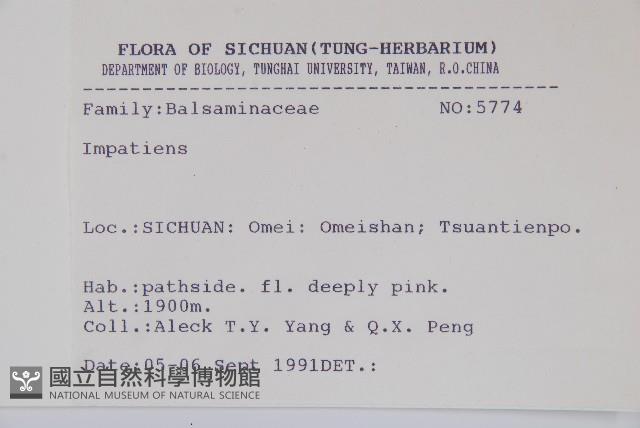 FLORA OF SICHUAN(TUNG-HERBARIUM)
DEPARTMENT OF BIOLOGY, TUNGHAI UNIVERSITY, TAIWAN, R.O.CHINA
Family:Balsaminaceae NO:5774
Impatiens
Loc.:SICHUAN: Omei: Omeishan; Tsuantienpo.
Hab.:pathside. fl. deeply pink.
Alt.:1900m.
Coll.:Aleck T.Y. Yang & Q.X. Peng
Date:05-06 Sept 1991DET.:
國立自然科學博物館
NATIONAL MUSEUM OF NATURAL SCIENCE